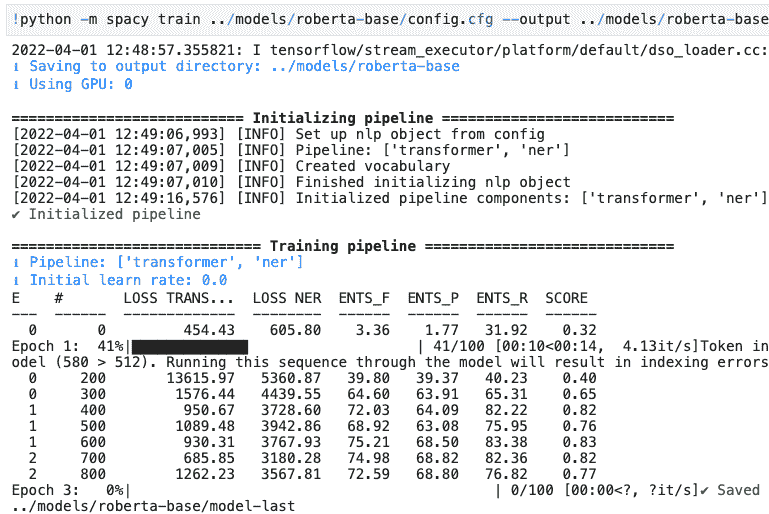 !python -m spacy train ../models/roberta-base/config.cfg --output ../models/roberta-base
2022-04-01 12:48:57.355821: I tensorflow/stream_executor/platform/default/dso_loader.cc:
ℹ Saving to output directory: ../models/roberta-base
ℹ Using GPU: 0
=========================== Initializing pipeline ===========================
[2022-04-01 12:49:06,993] [INFO] Set up nlp object from config
[2022-04-01 12:49:07,005] [INFO] Pipeline: ['transformer', 'ner']
[2022-04-01 12:49:07,009] [INFO] Created vocabulary
[2022-04-01 12:49:07,010] [INFO] Finished initializing nlp object
[2022-04-01 12:49:16,576] [INFO] Initialized pipeline components: ['transformer', 'ner']
✔ Initialized pipeline
============================= Training pipeline =============================
ℹ Pipeline: ['transformer', 'ner']
ℹ Initial learn rate: 0.0
E    #       LOSS TRANS...  LOSS NER  ENTS_F  ENTS_P  ENTS_R  SCORE
---  ------  -------------  --------  ------  ------  ------  ------
  0       0         454.43    605.80    3.36    1.77   31.92    0.32
Epoch 1:  41%|          | 41/100 [00:10<00:14,  4.13it/s]Token in
odel (580 > 512). Running this sequence through the model will result in indexing errors
  0     200       13615.97   5360.87   39.80   39.37   40.23    0.40
  0     300        1576.44   4439.55   64.60   63.91   65.31    0.65
  1     400         950.67   3728.60   72.03   64.09   82.22    0.82
  1     500        1089.48   3942.86   68.92   63.08   75.95    0.76
  1     600         930.31   3767.93   75.21   68.50   83.38    0.83
  2     700         685.85   3180.28   74.98   68.82   82.36    0.82
  2     800        1262.23   3567.81   72.59   68.80   76.82    0.77
Epoch 3:   0%|          | 0/100 [00:00<?, ?it/s]✔ Saved
../models/roberta-base/model-last